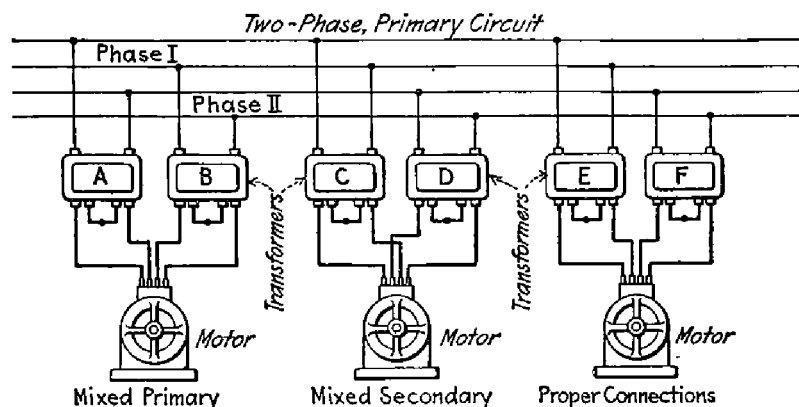 Two-Phase, Primary Circuit
Phase I
Phase II
A
B
C
D
E
F
Transformers
Transformers
Motor
Motor
Motor
Mixed Primary
Mixed Secondary
Proper Connections